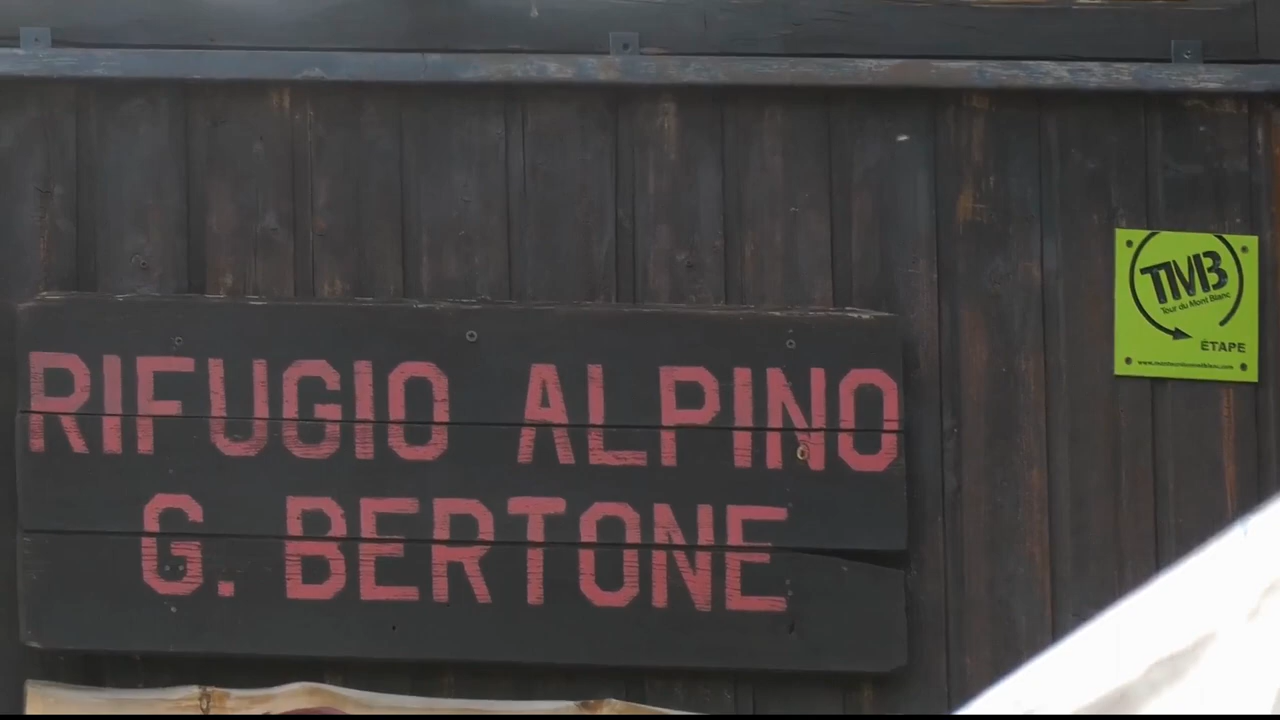 RIFUGIO ALPINO
G. BERTONE
TMB
Tour du Mont Blanc
ÉTAPE